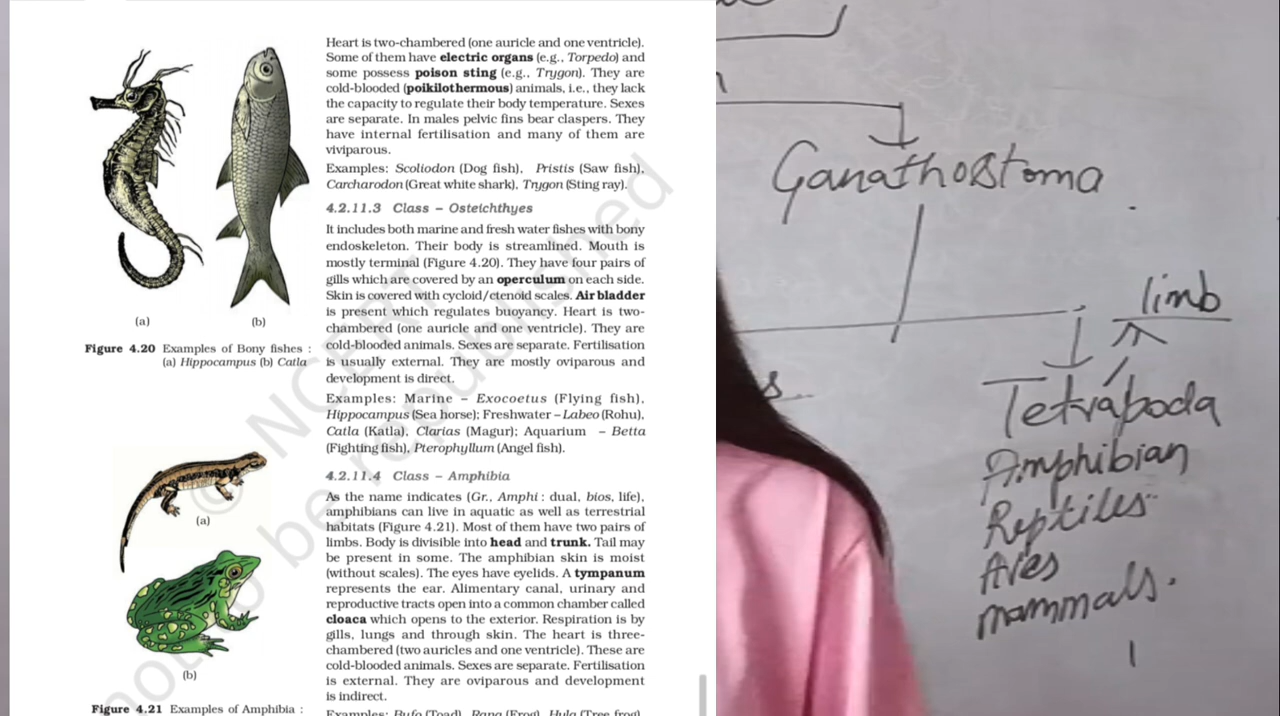 Heart is two-chambered (one auricle and one ventricle).
Some of them have electric organs (e.g., Torpedo) and
some possess poison sting (e.g., Trygon). They are
cold-blooded (poikilothermous) animals, i.e., they lack
the capacity to regulate their body temperature. Sexes
are separate. In males pelvic fins bear claspers. They
have internal fertilisation and many of them are
viviparous.
Examples: Scoliodon (Dog fish), Pristis (Saw fish),
Carcharodon (Great white shark), Trygon (Sting ray).
4.2.11.3 Class – Osteichthyes
It includes both marine and fresh water fishes with bony
endoskeleton. Their body is streamlined. Mouth is
mostly terminal (Figure 4.20). They have four pairs of
gills which are covered by an operculum on each side.
Skin is covered with cycloid/ctenoid scales. Air bladder
is present which regulates buoyancy. Heart is two-
chambered (one auricle and one ventricle). They are
cold-blooded animals. Sexes are separate. Fertilisation
is usually external. They are mostly oviparous and
development is direct.
Examples: Marine – Exocoetus (Flying fish),
Hippocampus (Sea horse); Freshwater – Labeo (Rohu),
Catla (Katla), Clarias (Magur); Aquarium – Betta
(Fighting fish), Pterophyllum (Angel fish).
(a)
(b)
Figure 4.20 Examples of Bony fishes :
(a) Hippocampus (b) Catla
4.2.11.4 Class – Amphibia
As the name indicates (Gr., Amphi : dual, bios, life),
amphibians can live in aquatic as well as terrestrial
habitats (Figure 4.21). Most of them have two pairs of
limbs. Body is divisible into head and trunk. Tail may
be present in some. The amphibian skin is moist
(without scales). The eyes have eyelids. A tympanum
represents the ear. Alimentary canal, urinary and
reproductive tracts open into a common chamber called
cloaca which opens to the exterior. Respiration is by
gills, lungs and through skin. The heart is three-
chambered (two auricles and one ventricle). These are
cold-blooded animals. Sexes are separate. Fertilisation
is external. They are oviparous and development
is indirect.
Examples: Bufo (Toad), Rana (Frog), Hyla (Tree frog),
(a)
(b)
Figure 4.21 Examples of Amphibia :
© NCERT
not to be republished
Ganathostoma
limb
Tetrapoda
Amphibian
Reptiles
Aves
mammals.